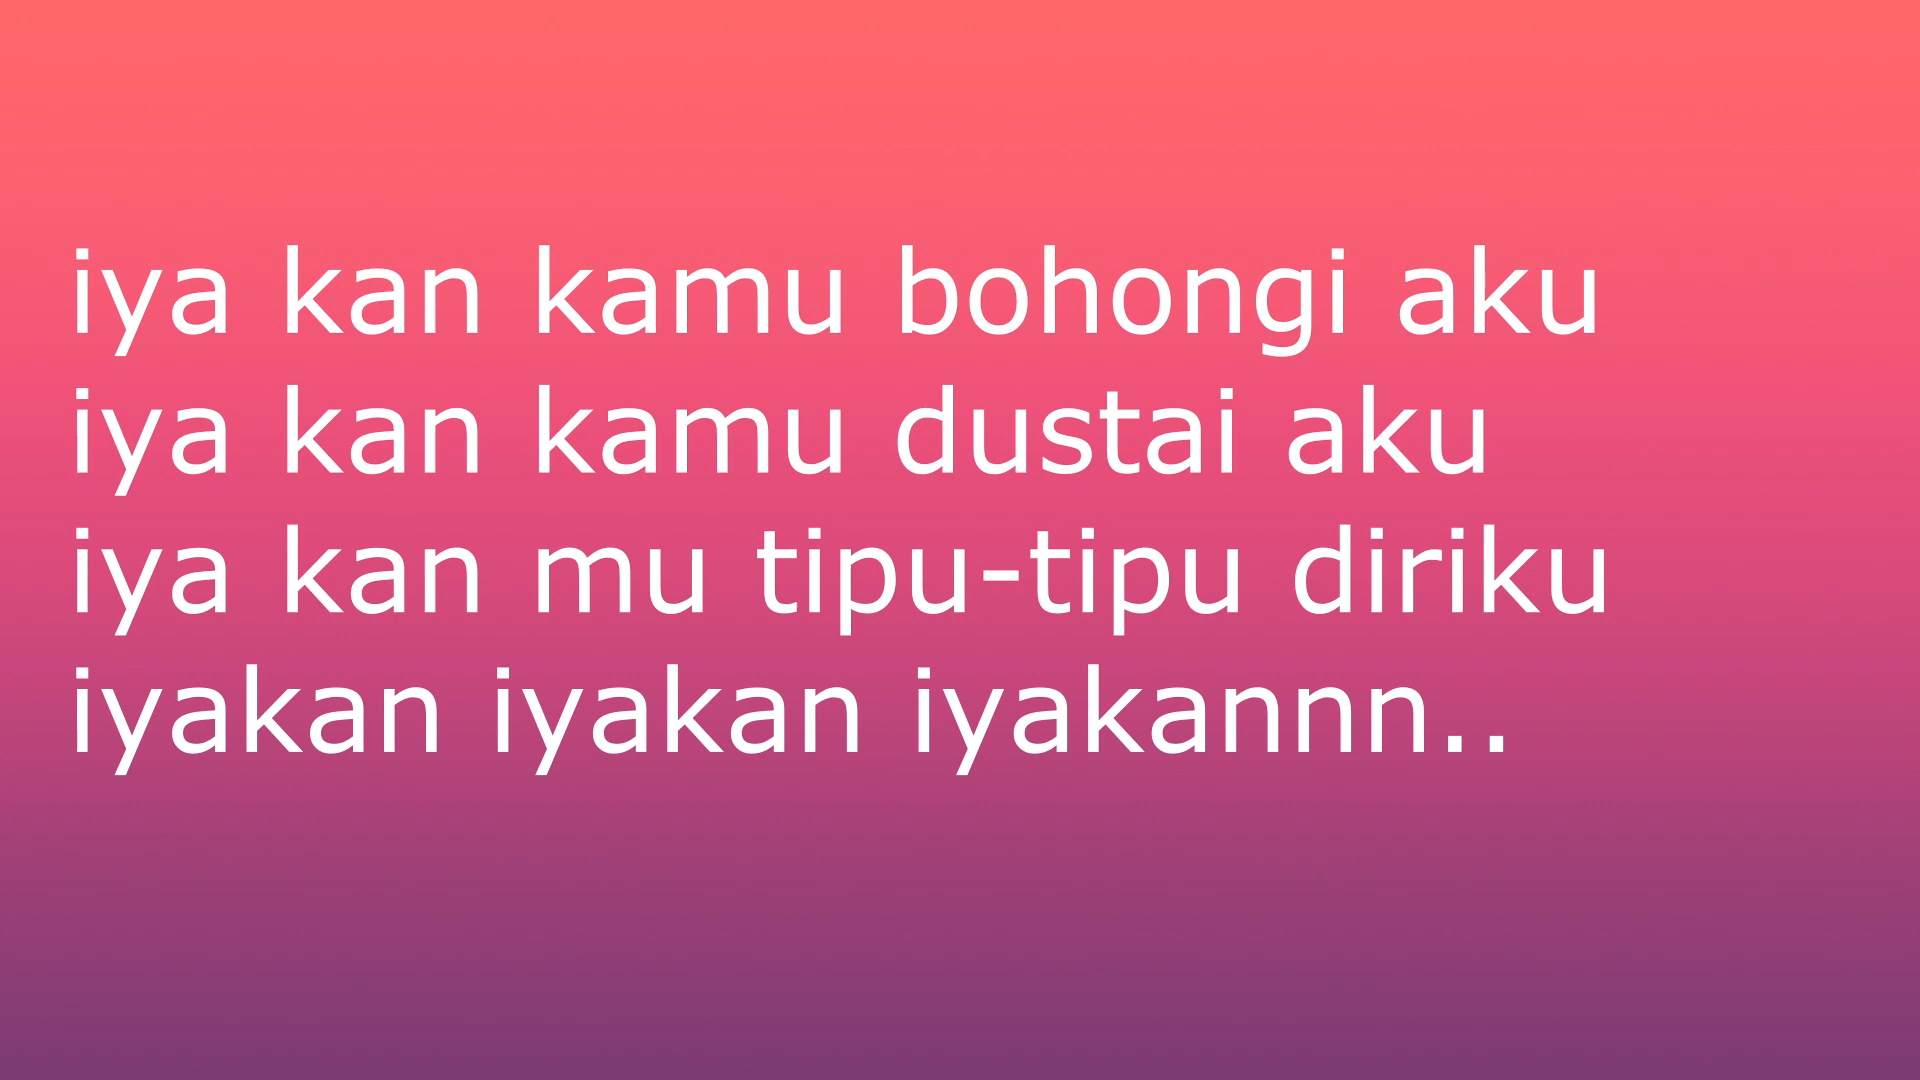 iya kan kamu bohongi aku
iya kan kamu dustai aku
iya kan mu tipu-tipu diriku
iyakan iyakan iyakannn..